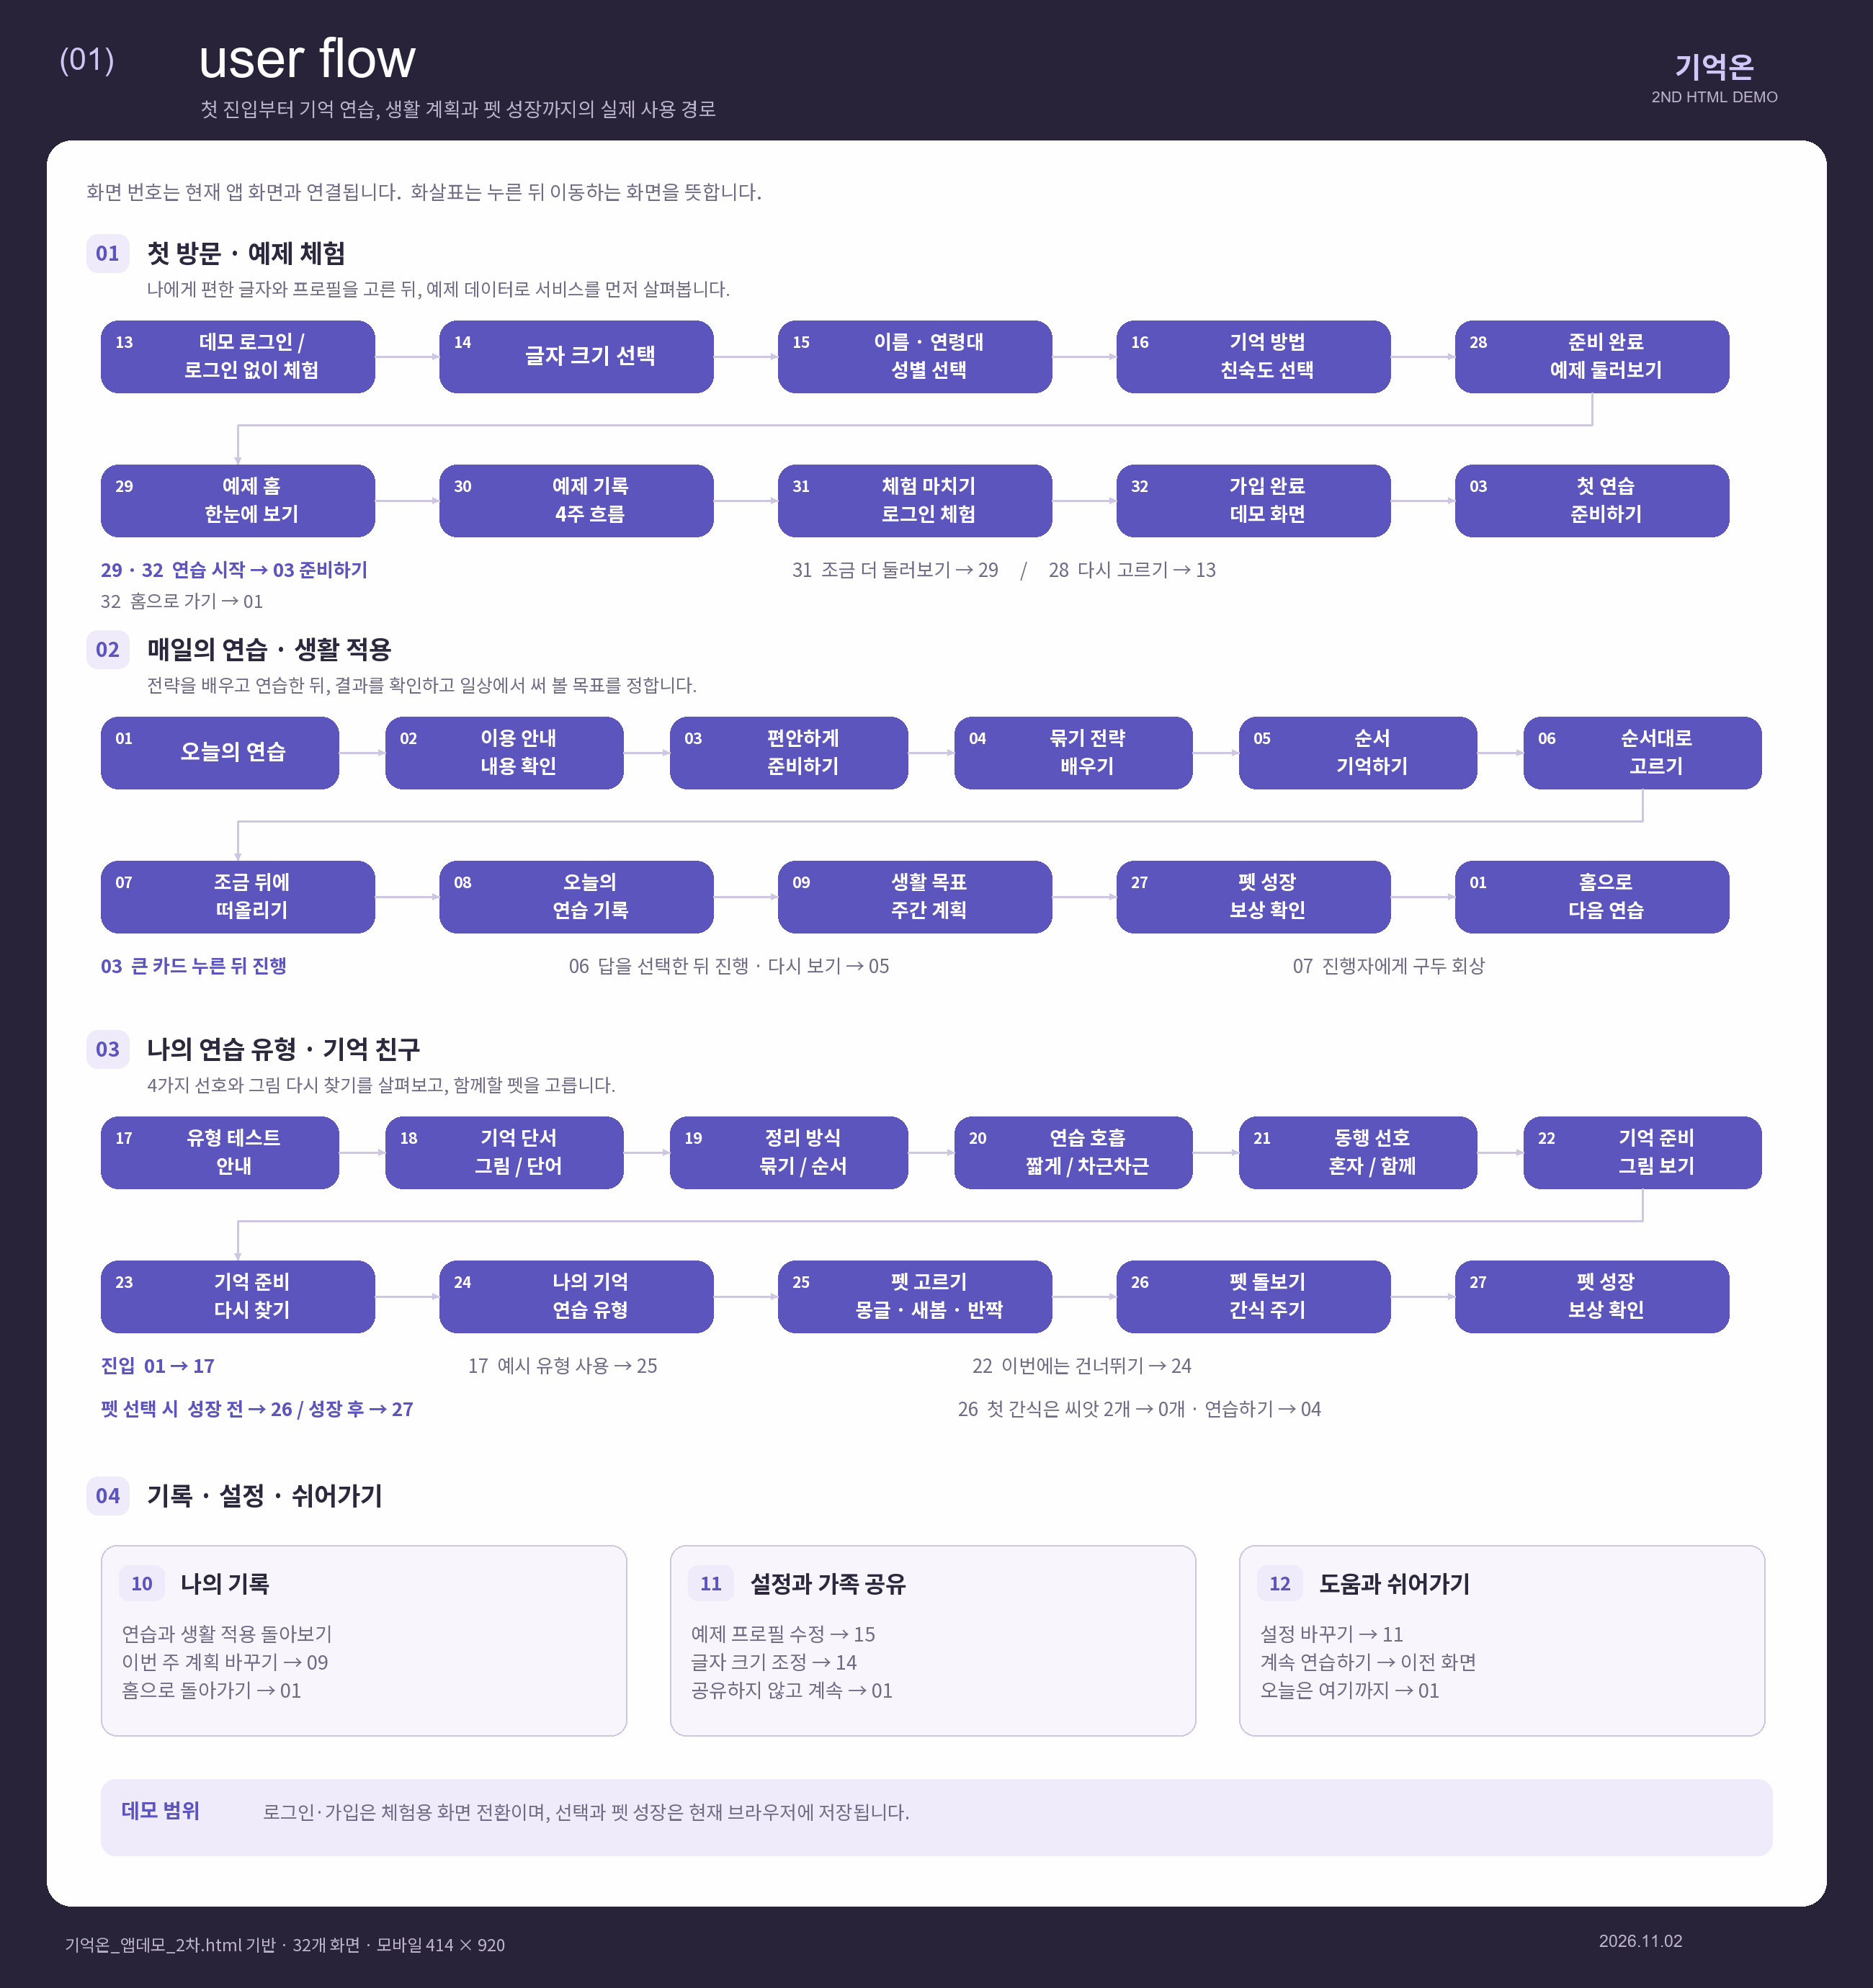 (01)
user flow
첫 진입부터 기억 연습, 생활 계획과 펫 성장까지의 실제 사용 경로
기억온
2ND HTML DEMO
화면 번호는 현재 앱 화면과 연결됩니다. 화살표는 누른 뒤 이동하는 화면을 뜻합니다.
01 첫 방문 · 예제 체험
나에게 편한 글자와 프로필을 고른 뒤, 예제 데이터로 서비스를 먼저 살펴봅니다.
13 데모 로그인 /
로그인 없이 체험
14 글자 크기 선택
15 이름 · 연령대
성별 선택
16 기억 방법
친숙도 선택
28 준비 완료
예제 둘러보기
29 예제 홈
한눈에 보기
30 예제 기록
4주 흐름
31 체험 마치기
로그인 체험
32 가입 완료
데모 화면
03 첫 연습
준비하기
29 · 32 연습 시작 → 03 준비하기
31 조금 더 둘러보기 → 29 / 28 다시 고르기 → 13
32 홈으로 가기 → 01
02 매일의 연습 · 생활 적용
전략을 배우고 연습한 뒤, 결과를 확인하고 일상에서 써 볼 목표를 정합니다.
01 오늘의 연습
02 이용 안내
내용 확인
03 편안하게
준비하기
04 묶기 전략
배우기
05 순서
기억하기
06 순서대로
고르기
07 조금 뒤에
떠올리기
08 오늘의
연습 기록
09 생활 목표
주간 계획
27 펫 성장
보상 확인
01 홈으로
다음 연습
03 큰 카드 누른 뒤 진행
06 답을 선택한 뒤 진행 · 다시 보기 → 05
07 진행자에게 구두 회상
03 나의 연습 유형 · 기억 친구
4가지 선호와 그림 다시 찾기를 살펴보고, 함께할 펫을 고릅니다.
17 유형 테스트
안내
18 기억 단서
그림 / 단어
19 정리 방식
묶기 / 순서
20 연습 호흡
짧게 / 차근차근
21 동행 선호
혼자 / 함께
22 기억 준비
그림 보기
23 기억 준비
다시 찾기
24 나의 기억
연습 유형
25 펫 고르기
몽글 · 새봄 · 반짝
26 펫 돌보기
간식 주기
27 펫 성장
보상 확인
진입 01 → 17
17 예시 유형 사용 → 25
22 이번에는 건너뛰기 → 24
펫 선택 시 성장 전 → 26 / 성장 후 → 27
26 첫 간식은 씨앗 2개 → 0개 · 연습하기 → 04
04 기록 · 설정 · 쉬어가기
10 나의 기록
연습과 생활 적용 돌아보기
이번 주 계획 바꾸기 → 09
홈으로 돌아가기 → 01
11 설정과 가족 공유
예제 프로필 수정 → 15
글자 크기 조정 → 14
공유하지 않고 계속 → 01
12 도움과 쉬어가기
설정 바꾸기 → 11
계속 연습하기 → 이전 화면
오늘은 여기까지 → 01
데모 범위
로그인·가입은 체험용 화면 전환이며, 선택과 펫 성장은 현재 브라우저에 저장됩니다.
기억온_앱데모_2차.html 기반 · 32개 화면 · 모바일 414 × 920
2026.11.02